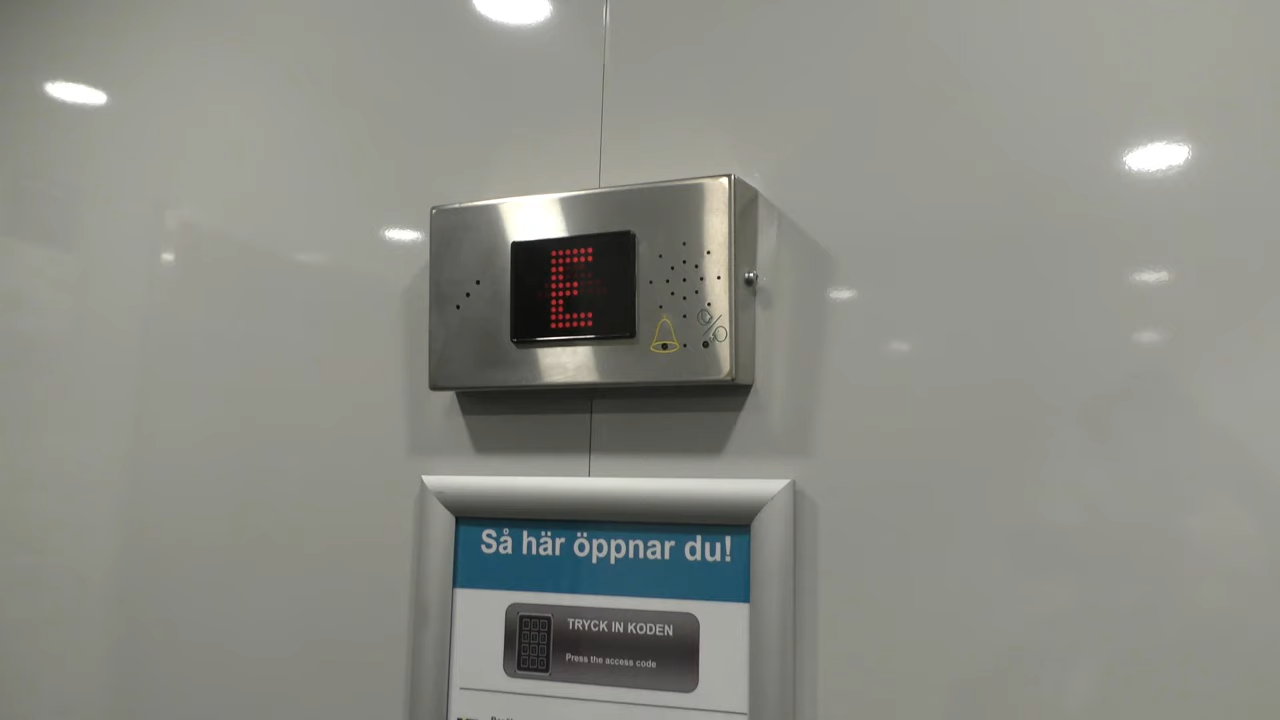 E
Så här öppnar du!
TRYCK IN KODEN
Press the access code